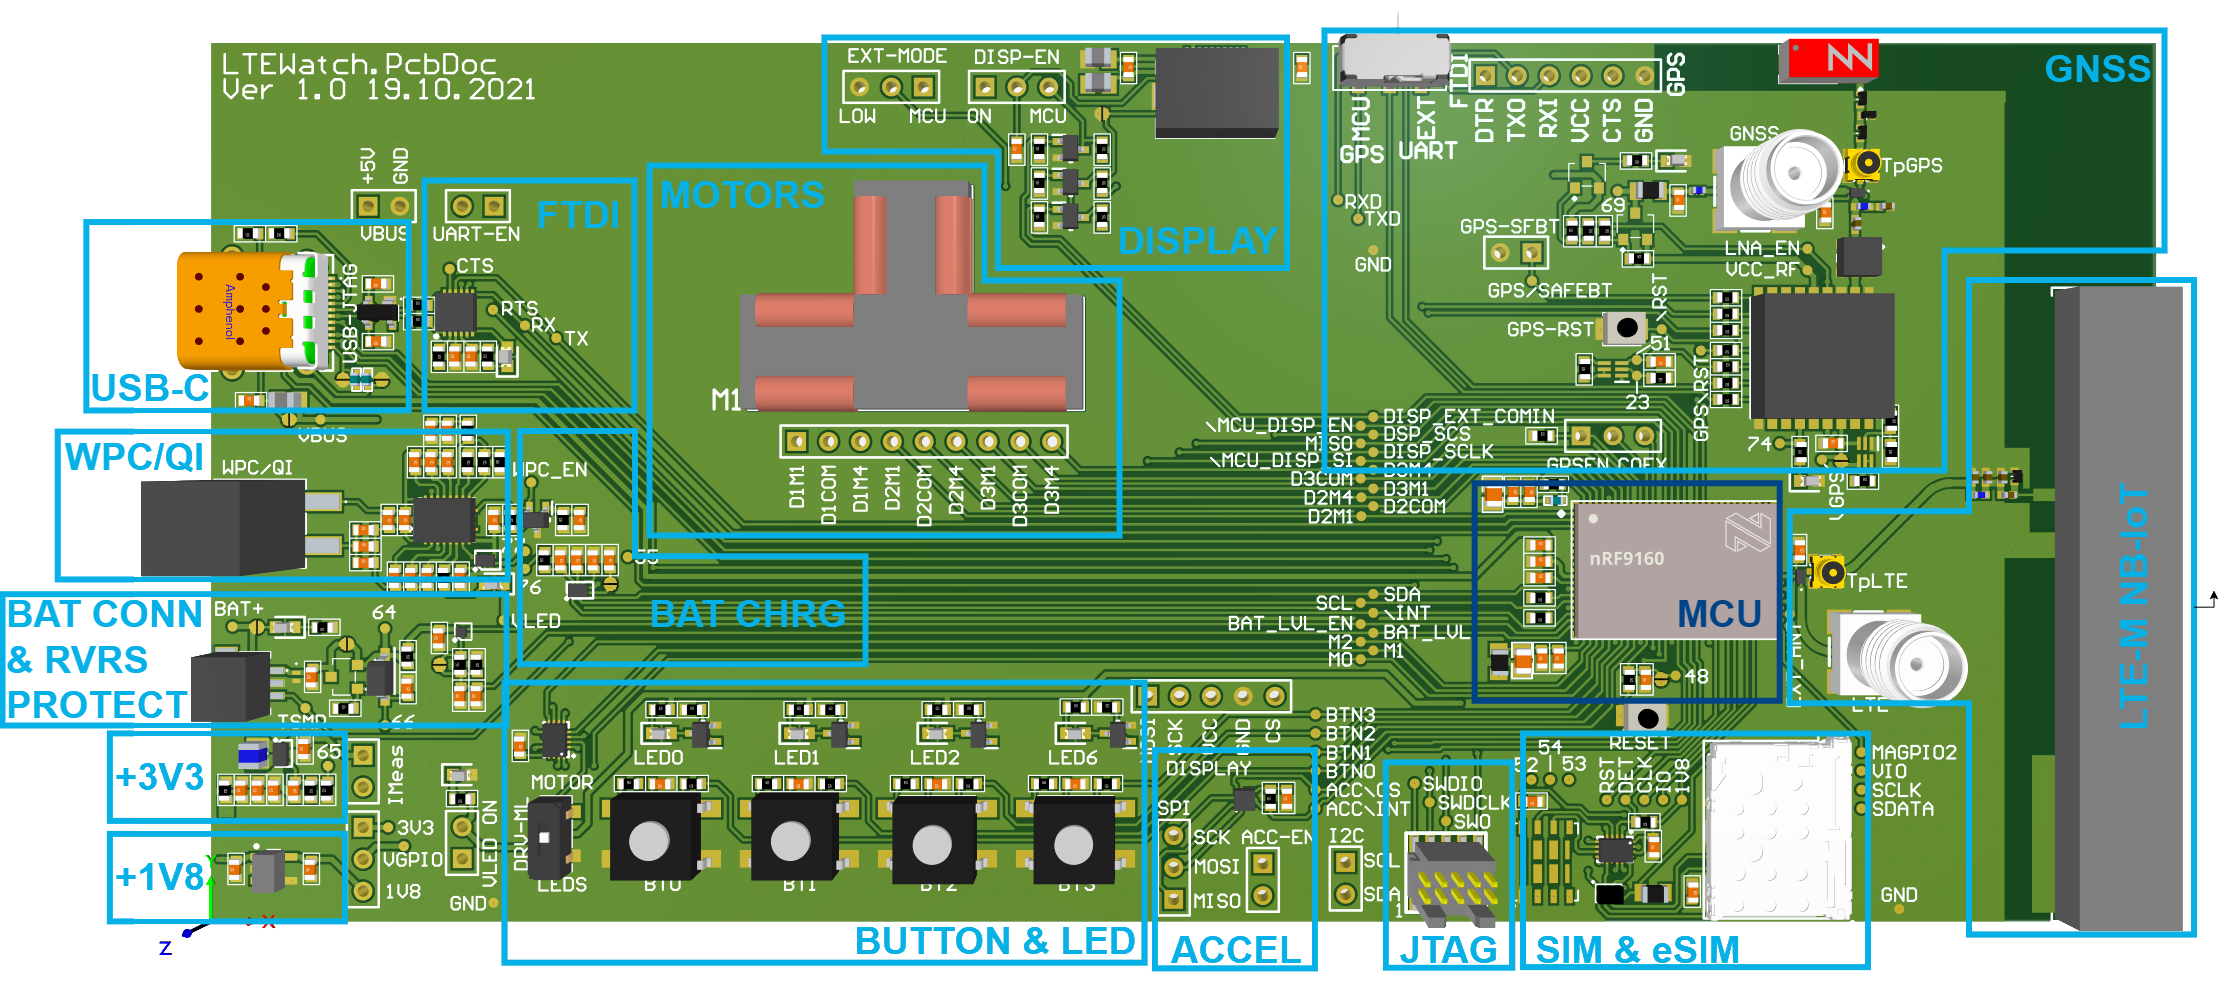 LTEWatch.PcbDoc
Ver 1.0 19.10.2021
EXT-MODE
DISP-EN
LOW
MCU
ON
MCU
DISPLAY
MCU
GPS
EXT
UART
FTDI
DTR
TXO
RXI
VCC
CTS
GND
GPS
GNSS
GNSS
TpGPS
RXD
TXD
GND
69
GPS-SFBT
GPS/SAFEBT
LNA_EN
VCC_RF
GPS-RST
\RST
51
23
GPS\RST
74
GPSEN
COEX
+5V
GND
VBUS
UART-EN
FTDI
CTS
RTS
RX
TX
USB-JTAG
Amphenol
USB-C
VBUS
MOTORS
M1
D1M1
D1COM
D1M4
D2M1
D2COM
D2M4
D3M1
D3COM
D3M4
DISP_EXT_COMIN
\MCU_DISP_EN
DSP_SCS
MISO
DISP_SCLK
\MCU_DISP_SI
D3M4
D3COM
D3M1
D2M4
D2COM
D2M1
WPC/QI
WPC/QI
WPC_EN
76
BAT CHRG
nRF9160
MCU
48
TpLTE
LTE
LTE-M NB-IoT
SDA
SCL
\INT
BAT_LVL_EN
BAT_LVL
M2
M1
M0
BAT CONN
& RVRS
PROTECT
BAT+
64
66
+3V3
65
IMeas
+1V8
3V3
VGPIO
1V8
VLED ON
GND
MOTOR
LEDS
LED0
LED1
LED2
LED6
BUTTON & LED
SCK
VCC
GND
CS
DISPLAY
BTN3
BTN2
BTN1
BTN0
ACC\CS
ACC\INT
SPI
SCK
MOSI
MISO
ACC-EN
I2C
SCL
SDA
ACCEL
SWDIO
SWDCLK
SWO
1
JTAG
RESET
54
52
53
RST
DET
CLK
IO
1V8
SIM & eSIM
MAGPIO2
VIO
SCLK
SDATA
GND
Z
X